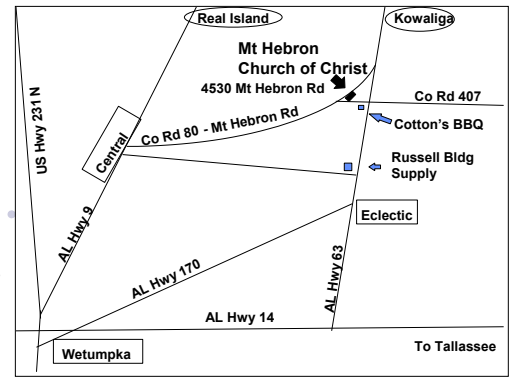 Real Island
Kowaliga
Mt Hebron
Church of Christ
4530 Mt Hebron Rd
Co Rd 407
US Hwy 231 N
Co Rd 80 - Mt Hebron Rd
Cotton's BBQ
Central
Russell Bldg
Supply
Eclectic
AL Hwy 9
AL Hwy 170
AL Hwy 63
AL Hwy 14
To Tallassee
Wetumpka